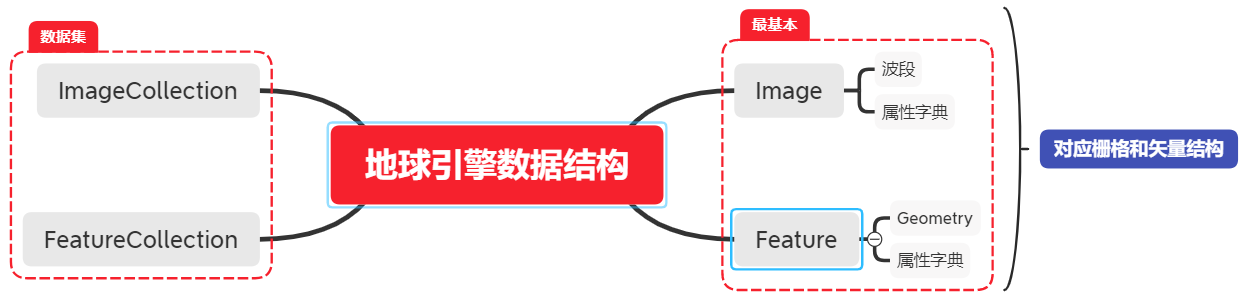 数据集
ImageCollection
FeatureCollection
地球引擎数据结构
最基本
Image
波段
属性字典
Feature
Geometry
属性字典
对应栅格和矢量结构